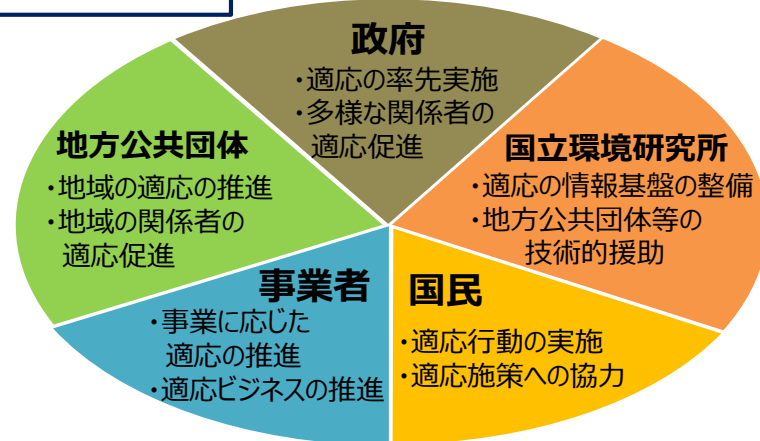 政府
・適応の率先実施
・多様な関係者の
適応促進
国立環境研究所
・適応の情報基盤の整備
・地方公共団体等の
技術的援助
国民
・適応行動の実施
・適応施策への協力
事業者
・事業に応じた
適応の推進
・適応ビジネスの推進
地方公共団体
・地域の適応の推進
・地域の関係者の
適応促進